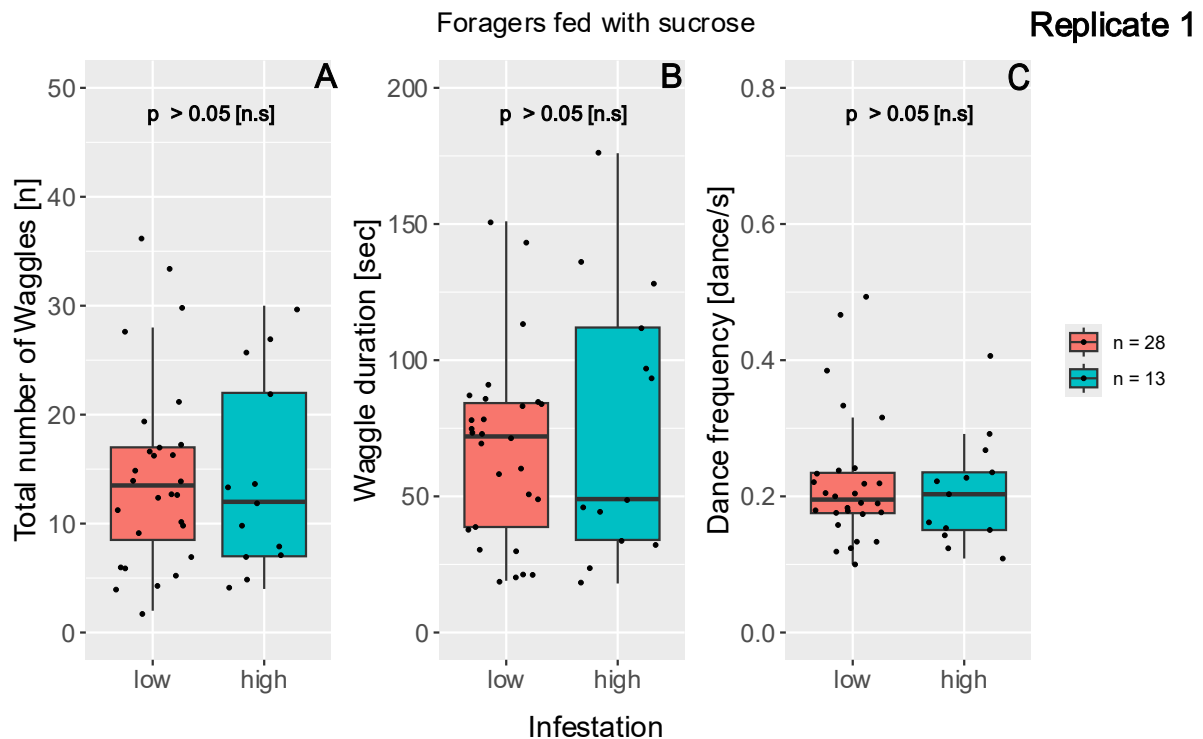 Foragers fed with sucrose
Replicate 1
A
B
C
p > 0.05 [n.s]
p > 0.05 [n.s]
p > 0.05 [n.s]
Total number of Waggles [n]
50
40
30
20
10
0
low
high
Waggle duration [sec]
200
150
100
50
0
low
high
Dance frequency [dance/s]
0.8
0.6
0.4
0.2
0.0
low
high
n = 28
n = 13
Infestation